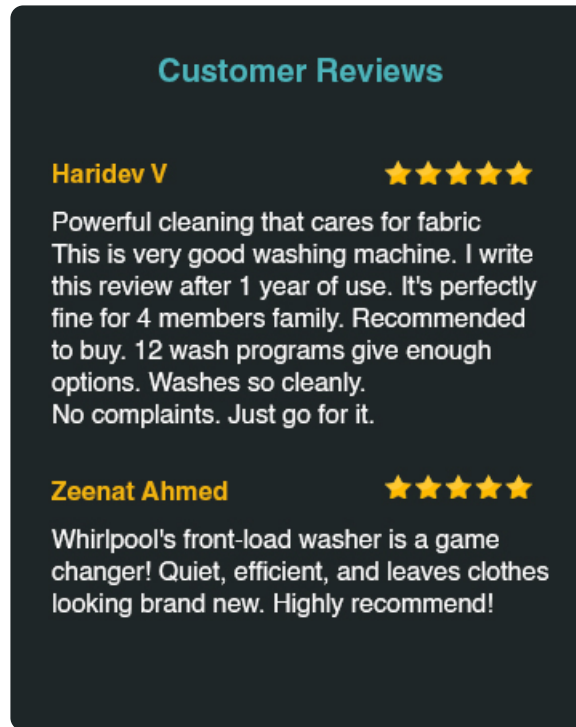 Customer Reviews
Haridev V
Powerful cleaning that cares for fabric
This is very good washing machine. I write
this review after 1 year of use. It's perfectly
fine for 4 members family. Recommended
to buy. 12 wash programs give enough
options. Washes so cleanly.
No complaints. Just go for it.
Zeenat Ahmed
Whirlpool's front-load washer is a game
changer! Quiet, efficient, and leaves clothes
looking brand new. Highly recommend!